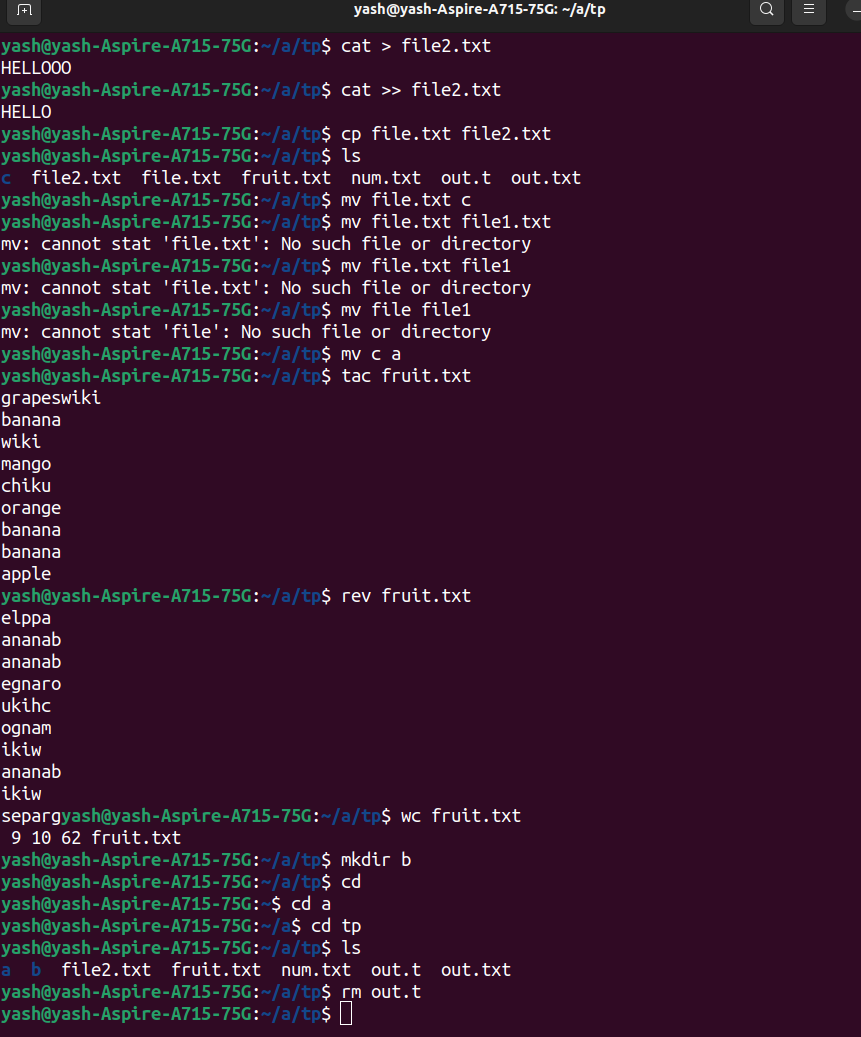 yash@yash-Aspire-A715-75G: ~/a/tp
yash@yash-Aspire-A715-75G:~/a/tp$ cat > file2.txt
HELLOOO
yash@yash-Aspire-A715-75G:~/a/tp$ cat >> file2.txt
HELLO
yash@yash-Aspire-A715-75G:~/a/tp$ cp file.txt file2.txt
yash@yash-Aspire-A715-75G:~/a/tp$ ls
c  file2.txt  file.txt  fruit.txt  num.txt  out.t  out.txt
yash@yash-Aspire-A715-75G:~/a/tp$ mv file.txt c
yash@yash-Aspire-A715-75G:~/a/tp$ mv file.txt file1.txt
mv: cannot stat 'file.txt': No such file or directory
yash@yash-Aspire-A715-75G:~/a/tp$ mv file.txt file1
mv: cannot stat 'file.txt': No such file or directory
yash@yash-Aspire-A715-75G:~/a/tp$ mv file file1
mv: cannot stat 'file': No such file or directory
yash@yash-Aspire-A715-75G:~/a/tp$ mv c a
yash@yash-Aspire-A715-75G:~/a/tp$ tac fruit.txt
grapeswiki
banana
wiki
mango
chiku
orange
banana
banana
apple
yash@yash-Aspire-A715-75G:~/a/tp$ rev fruit.txt
elppa
ananab
ananab
egnaro
ukihc
ognam
ikiw
ananab
ikiw
separgyash@yash-Aspire-A715-75G:~/a/tp$ wc fruit.txt
 9 10 62 fruit.txt
yash@yash-Aspire-A715-75G:~/a/tp$ mkdir b
yash@yash-Aspire-A715-75G:~/a/tp$ cd
yash@yash-Aspire-A715-75G:~$ cd a
yash@yash-Aspire-A715-75G:~/a$ cd tp
yash@yash-Aspire-A715-75G:~/a/tp$ ls
a  b  file2.txt  fruit.txt  num.txt  out.t  out.txt
yash@yash-Aspire-A715-75G:~/a/tp$ rm out.t
yash@yash-Aspire-A715-75G:~/a/tp$